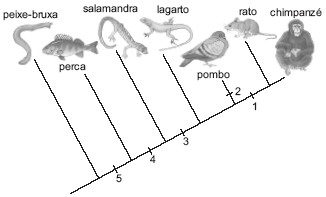 peixe-bruxa
perca
salamandra
lagarto
pombo
rato
chimpanzé
5
4
3
2
1